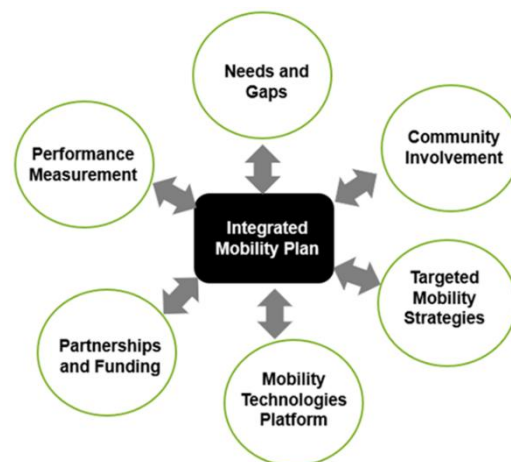 Needs and
Gaps
Community
Involvement
Performance
Measurement
Integrated
Mobility Plan
Targeted
Mobility
Strategies
Partnerships
and Funding
Mobility
Technologies
Platform